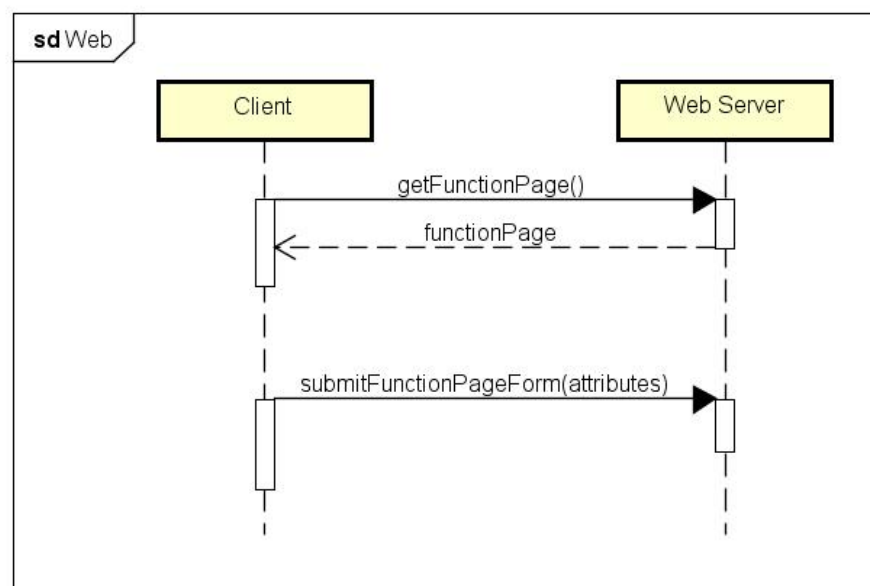 sd Web
Client
Web Server
getFunctionPage()
functionPage
submitFunctionPageForm(attributes)